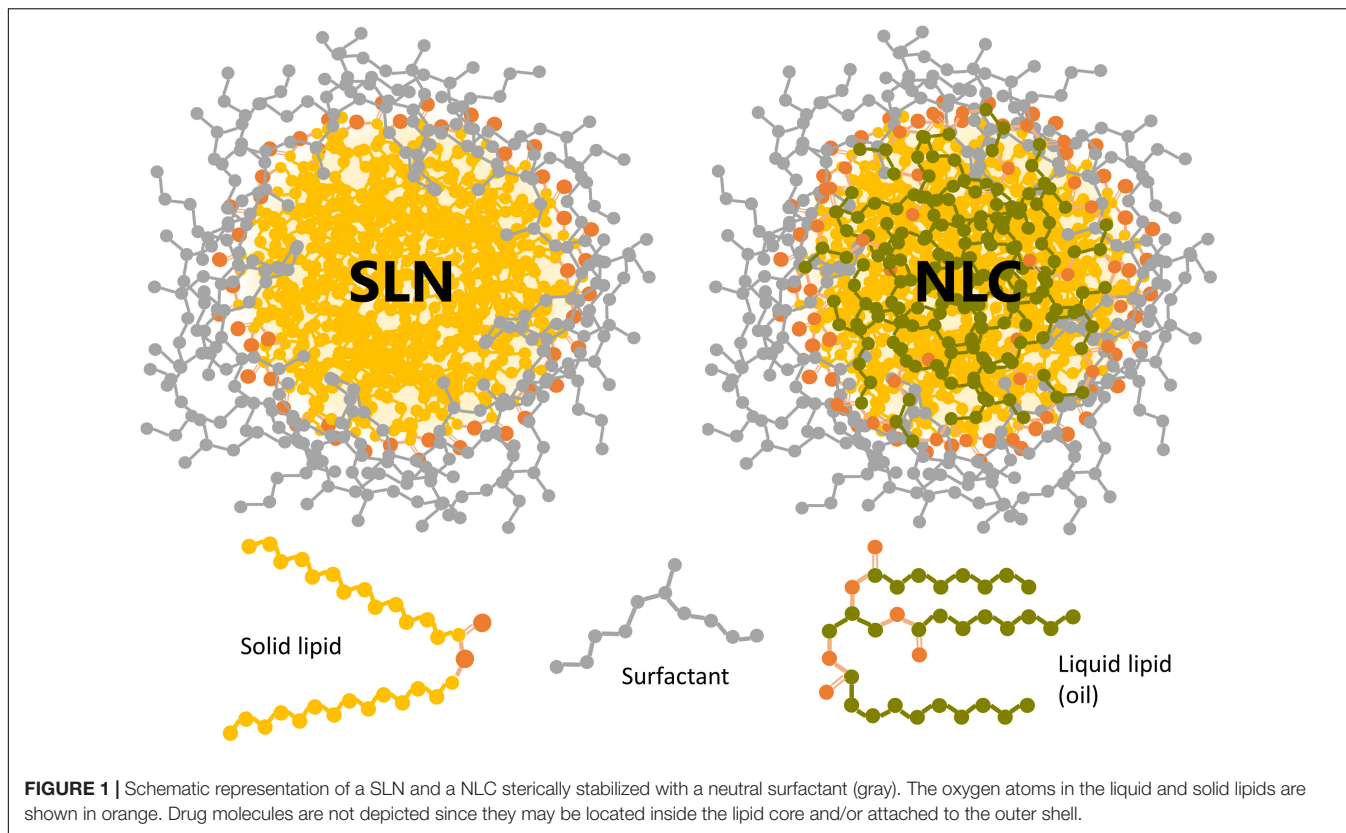 SLN
NLC
Solid lipid
Surfactant
Liquid lipid
(oil)
FIGURE 1 | Schematic representation of a SLN and a NLC sterically stabilized with a neutral surfactant (gray). The oxygen atoms in the liquid and solid lipids are
shown in orange. Drug molecules are not depicted since they may be located inside the lipid core and/or attached to the outer shell.